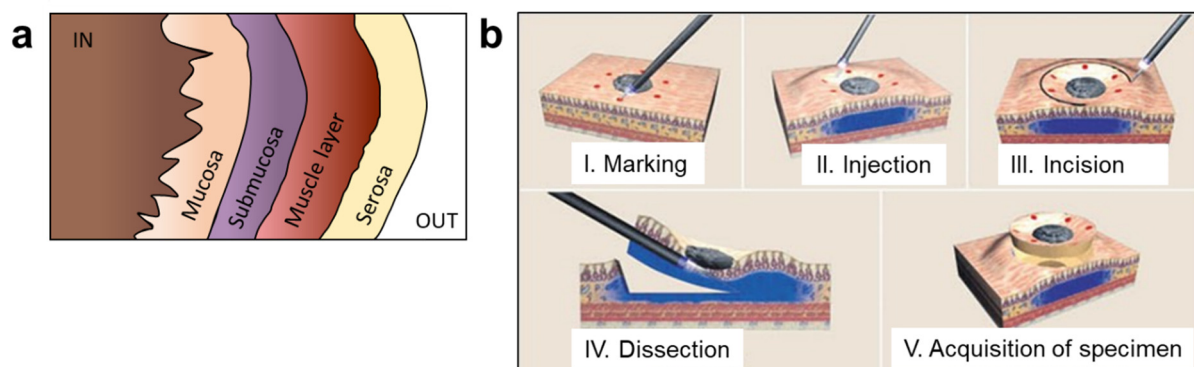 a
IN
Mucosa
Submucosa
Muscle layer
Serosa
OUT
b
I. Marking
II. Injection
III. Incision
IV. Dissection
V. Acquisition of specimen